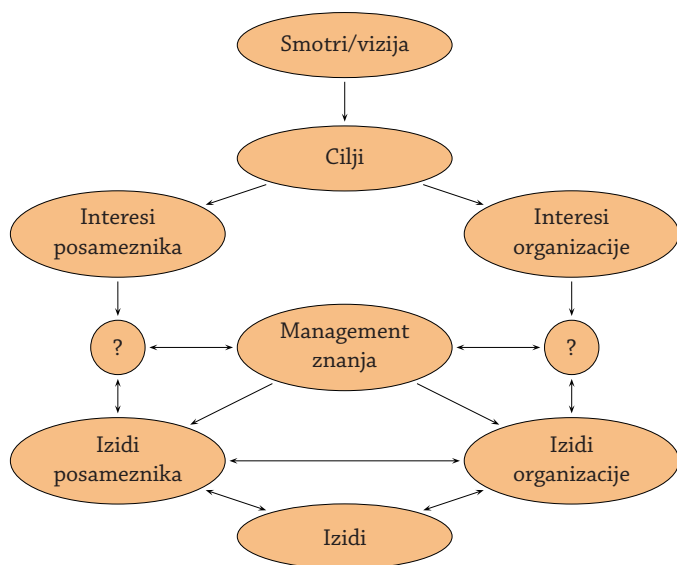 Smotri/vizija
Cilji
Interesi
posameznika
Interesi
organizacije
?
Management
znanja
?
Izidi
posameznika
Izidi
organizacije
Izidi